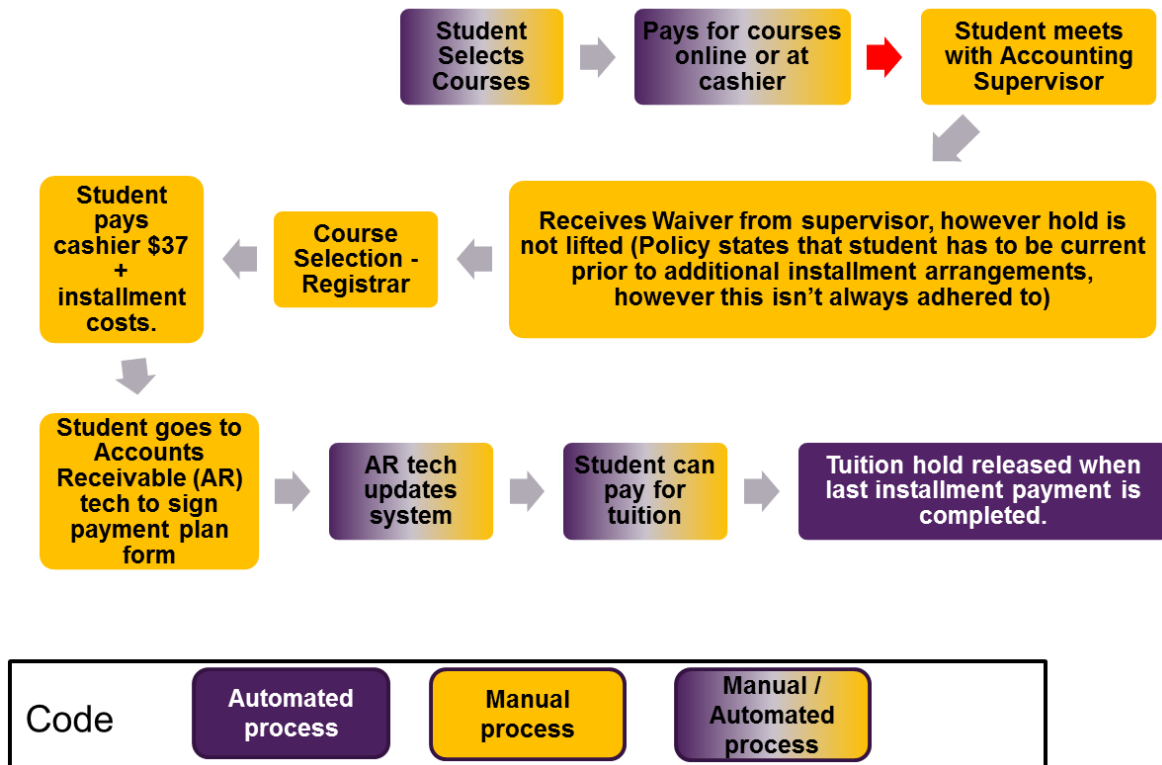 Student
Selects
Courses
Pays for courses
online or at
cashier
Student meets
with Accounting
Supervisor
Student
pays
cashier $37
+
installment
costs.
Course
Selection -
Registrar
Receives Waiver from supervisor, however hold is
not lifted (Policy states that student has to be current
prior to additional installment arrangements,
however this isn’t always adhered to)
Student goes to
Accounts
Receivable (AR)
tech to sign
payment plan
form
AR tech
updates
system
Student can
pay for
tuition
Tuition hold released when
last installment payment is
completed.
Code
Automated
process
Manual
process
Manual /
Automated
process